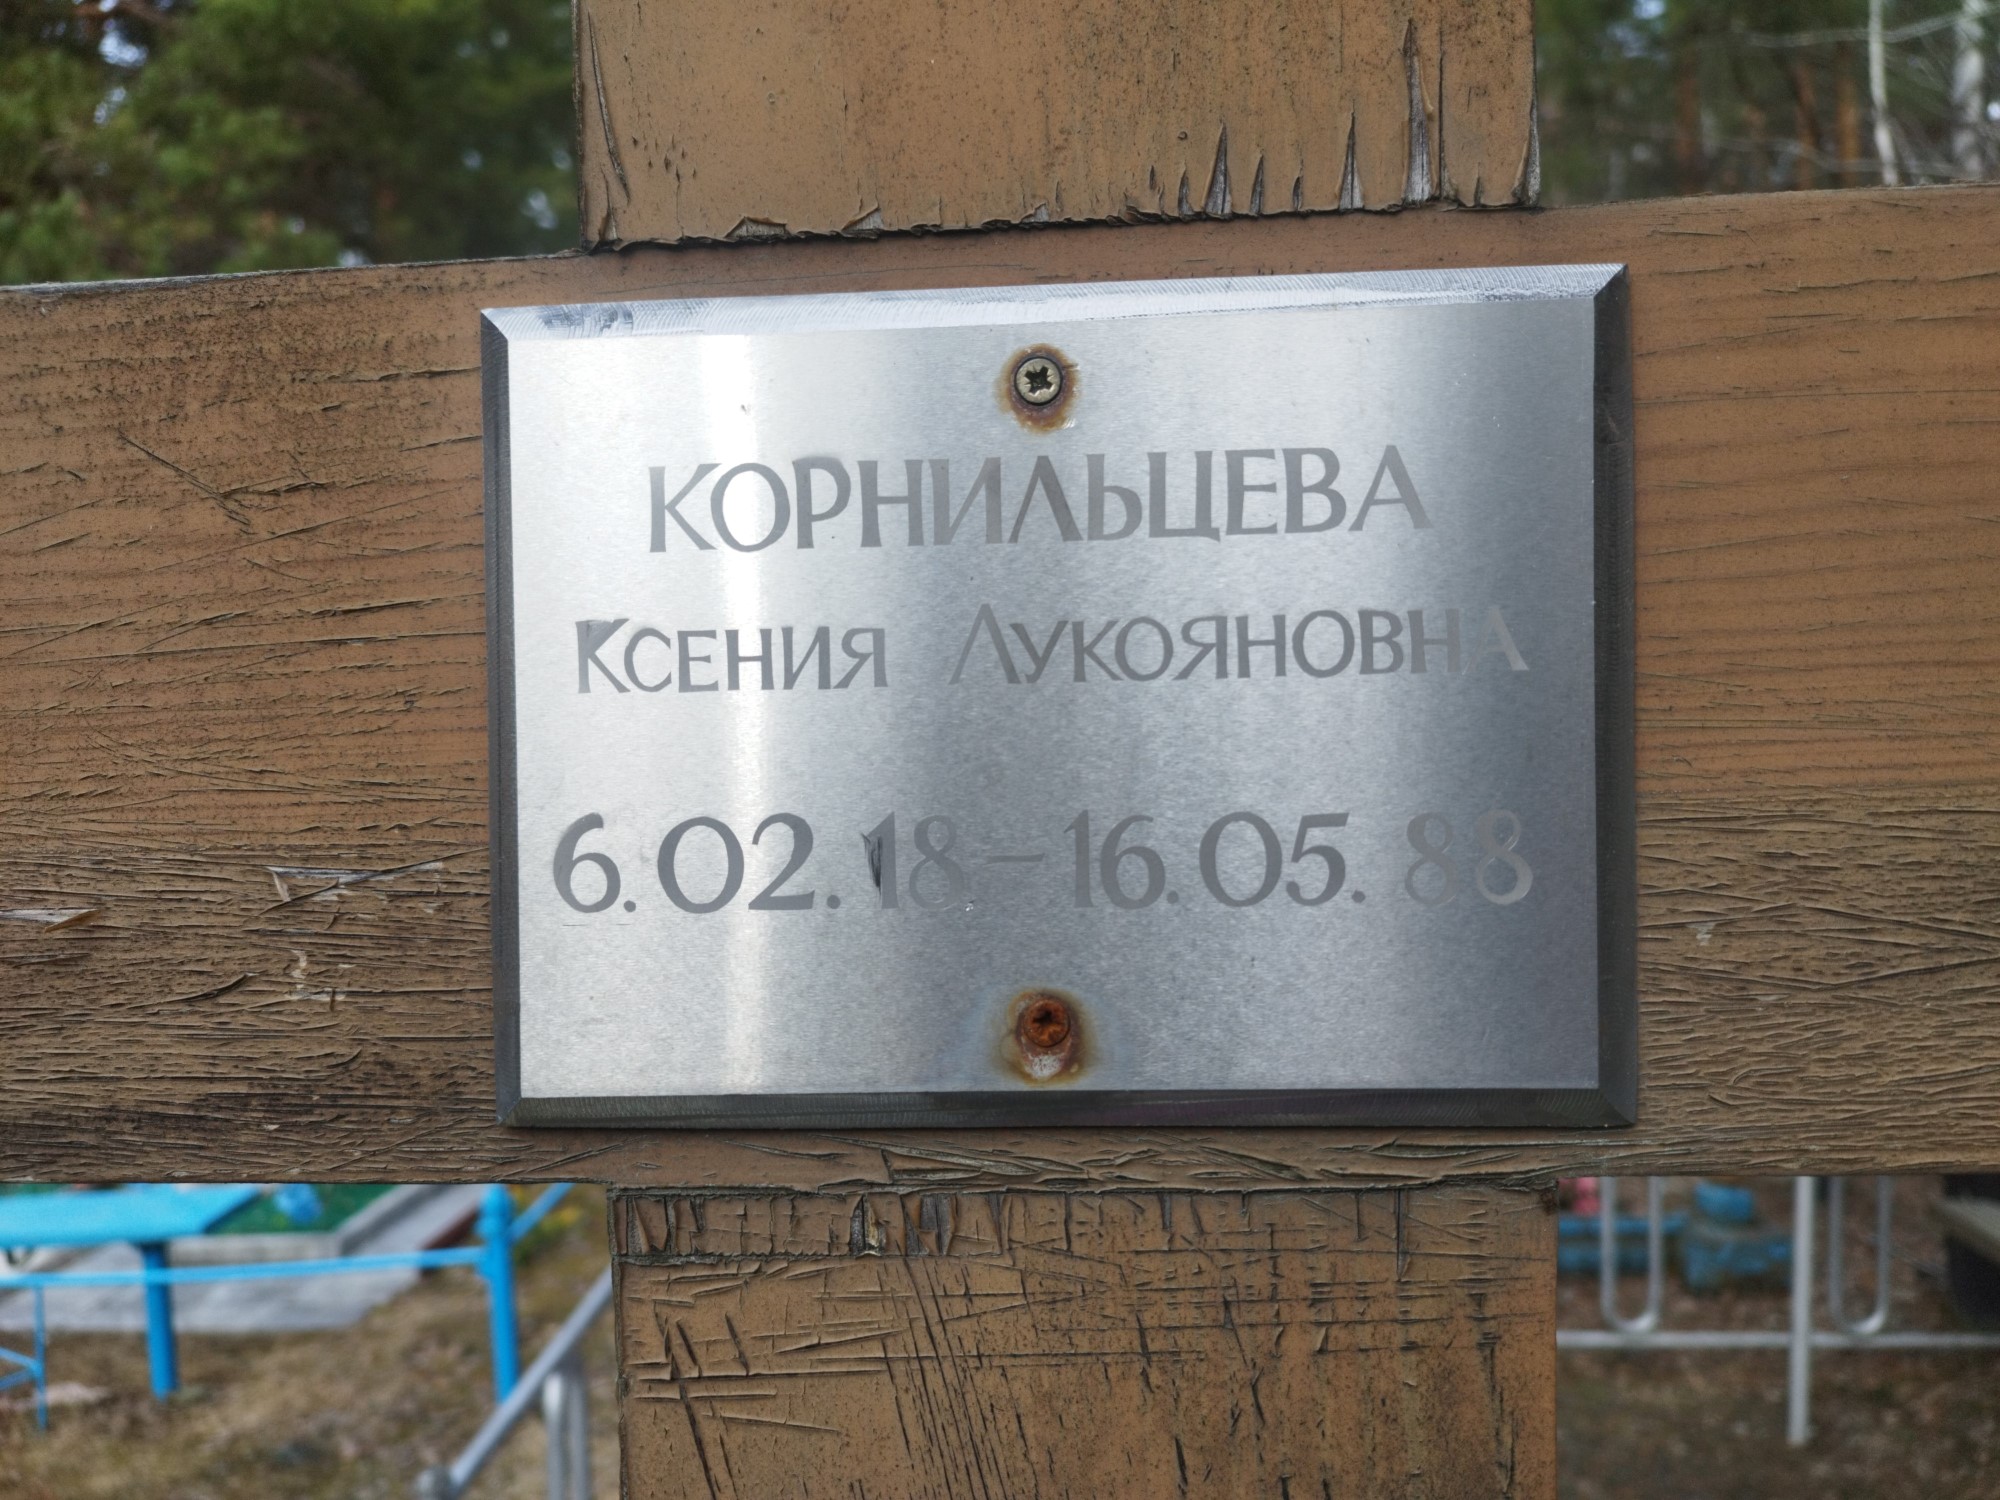 КОРНИЛЬЦЕВА
Ксения Лукояновна
6.02.18-16.05.88